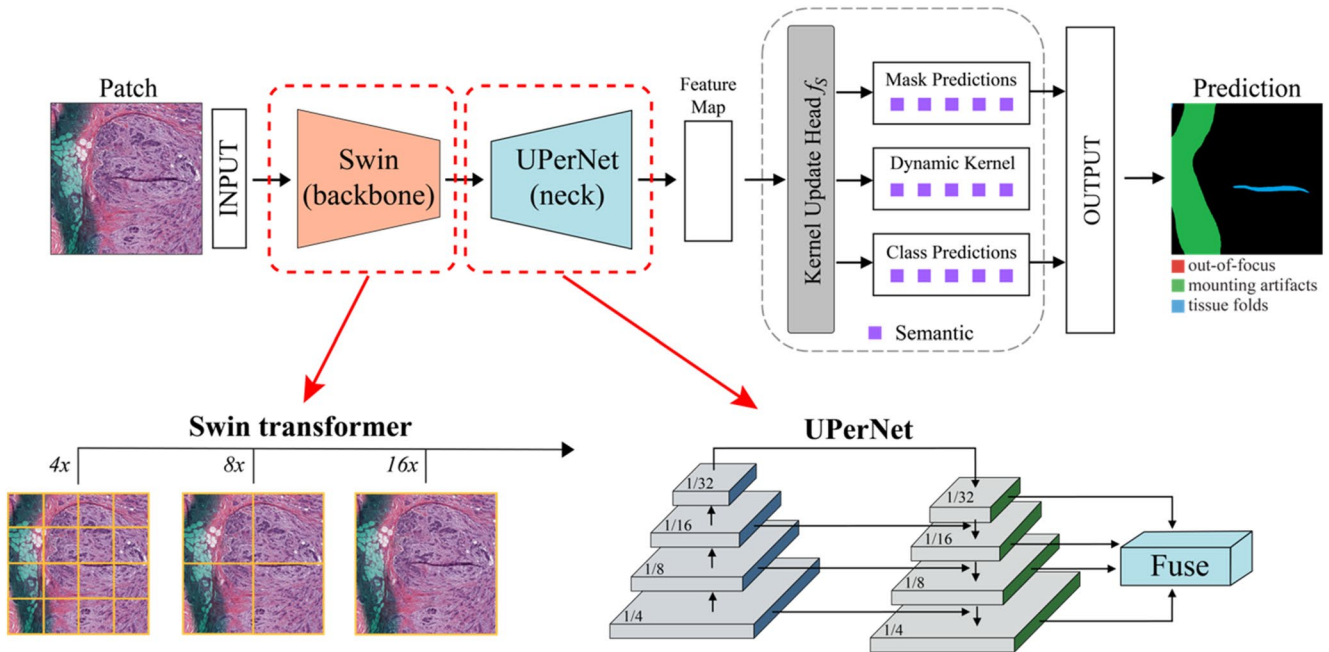 Patch
INPUT
Swin
(backbone)
UPerNet
(neck)
Feature
Map
Kernel Update Head fS
Mask Predictions
Dynamic Kernel
Class Predictions
Semantic
OUTPUT
Prediction
out-of-focus
mounting artifacts
tissue folds
Swin transformer
4x
8x
16x
UPerNet
1/32
1/16
1/8
1/4
1/32
1/16
1/8
1/4
Fuse